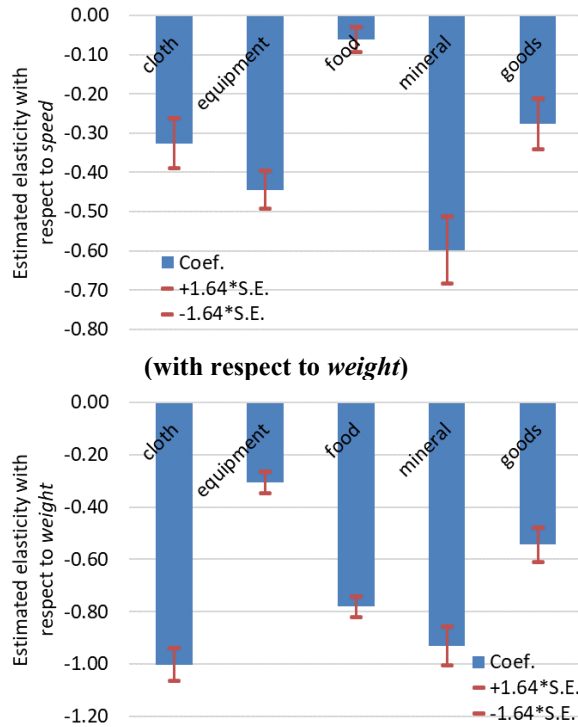 0.00
-0.10
-0.20
-0.30
-0.40
-0.50
-0.60
-0.70
-0.80
Estimated elasticity with
respect to speed
cloth
equipment
food
mineral
goods
Coef.
+1.64*S.E.
-1.64*S.E.
(with respect to weight)
0.00
-0.20
-0.40
-0.60
-0.80
-1.00
-1.20
Estimated elasticity with
respect to weight
cloth
equipment
food
mineral
goods
Coef.
+1.64*S.E.
-1.64*S.E.